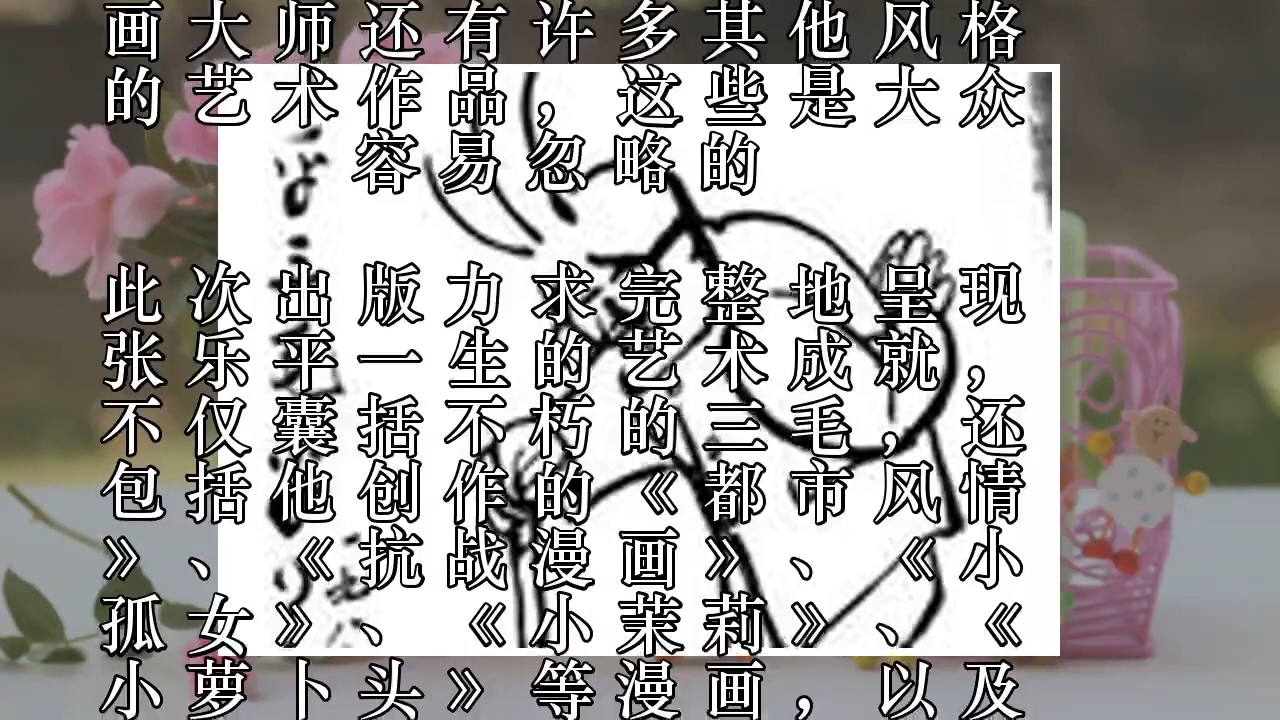 画大师还有许多其他风格
的艺术作品，这些是大众
容易忽略的
此次出版力求完整地呈现，
张乐平一生的艺术成就，
不仅囊括不朽的三毛，还
包括他创作的《都市风情
》、《抗战漫画》、《小
孤女》、《小茉莉》、《
小萝卜头》等漫画，以及